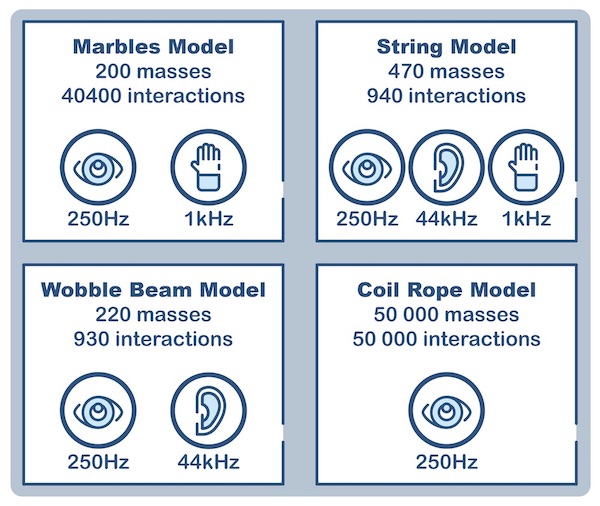 Marbles Model
200 masses
40400 interactions
250Hz
1kHz
String Model
470 masses
940 interactions
250Hz
44kHz
1kHz
Wobble Beam Model
220 masses
930 interactions
250Hz
44kHz
Coil Rope Model
50 000 masses
50 000 interactions
250Hz